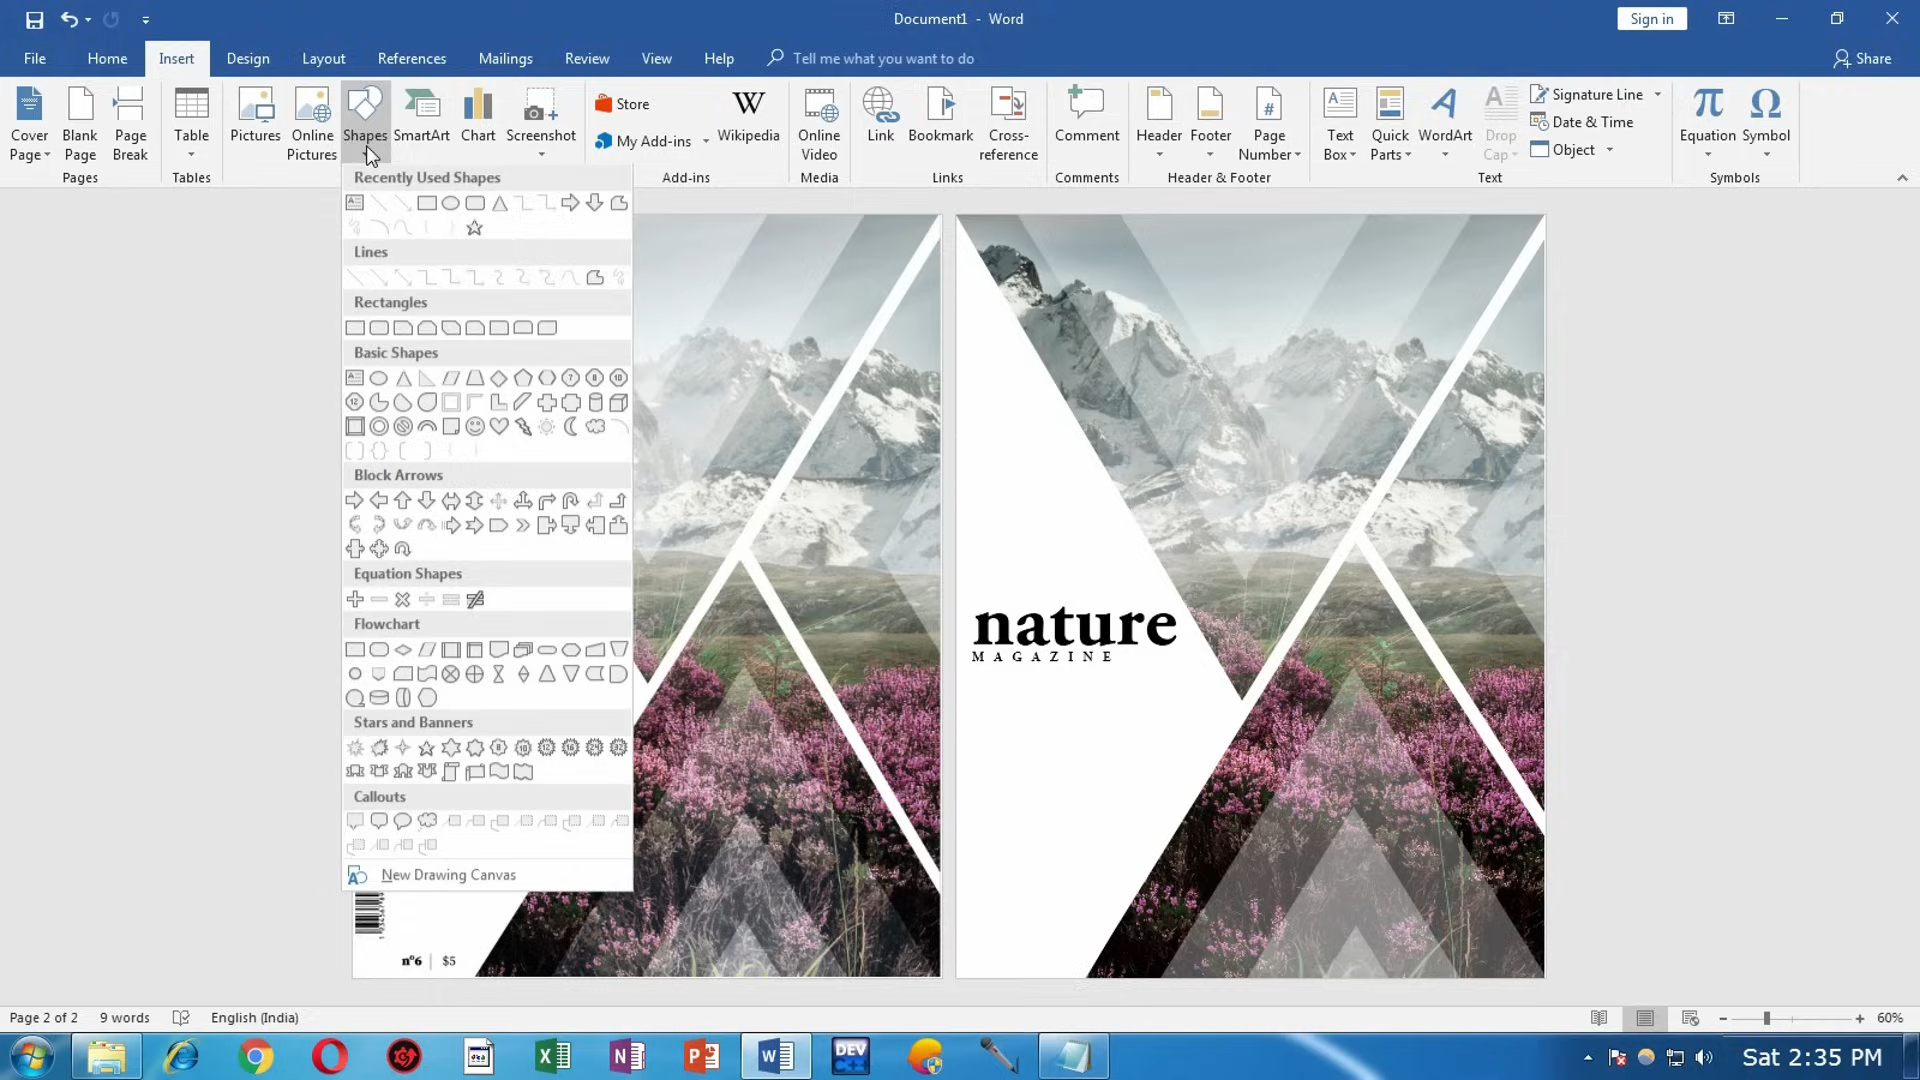 Document1 - Word
Sign in
File Home Insert Design Layout References Mailings Review View Help Tell me what you want to do Share
Cover Page
Blank Page
Page Break
Pages
Table
Tables
Pictures
Online Pictures
Shapes
SmartArt
Chart
Screenshot
Store
My Add-ins
Wikipedia
Add-ins
Online Video
Media
Link
Bookmark
Cross-reference
Links
Comment
Comments
Header
Footer
Page Number
Header & Footer
Text Box
Quick Parts
WordArt
Drop Cap
Signature Line
Date & Time
Object
Text
Equation
Symbol
Symbols
Recently Used Shapes
Lines
Rectangles
Basic Shapes
Block Arrows
Equation Shapes
Flowchart
Stars and Banners
Callouts
New Drawing Canvas
nº6 $5
nature
MAGAZINE
Page 2 of 2 9 words English (India) 60%
DEV C++
Sat 2:35 PM